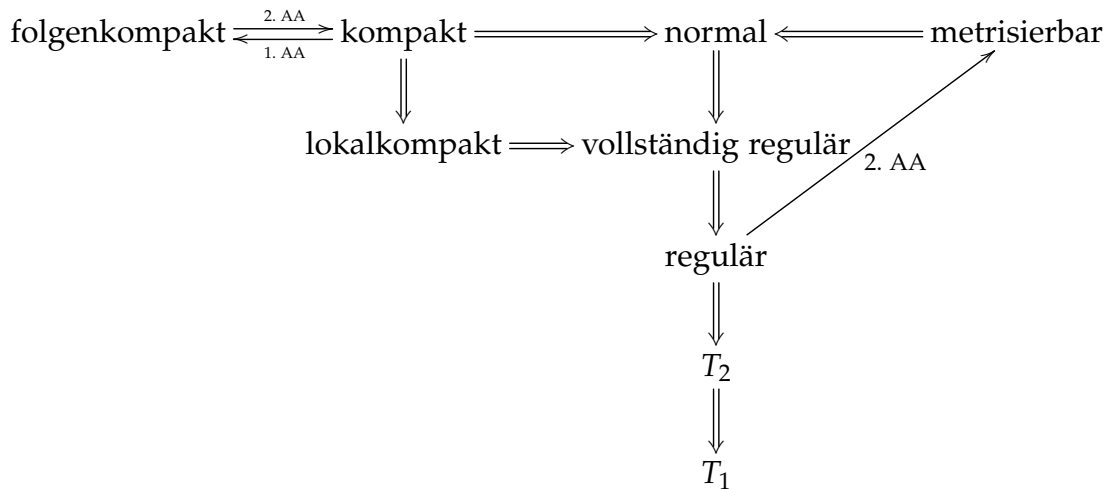 2. AA
folgenkompakt kompakt normal metrisierbar
1. AA
lokalkompakt vollständig regulär
2. AA
regulär
T₂
T₁